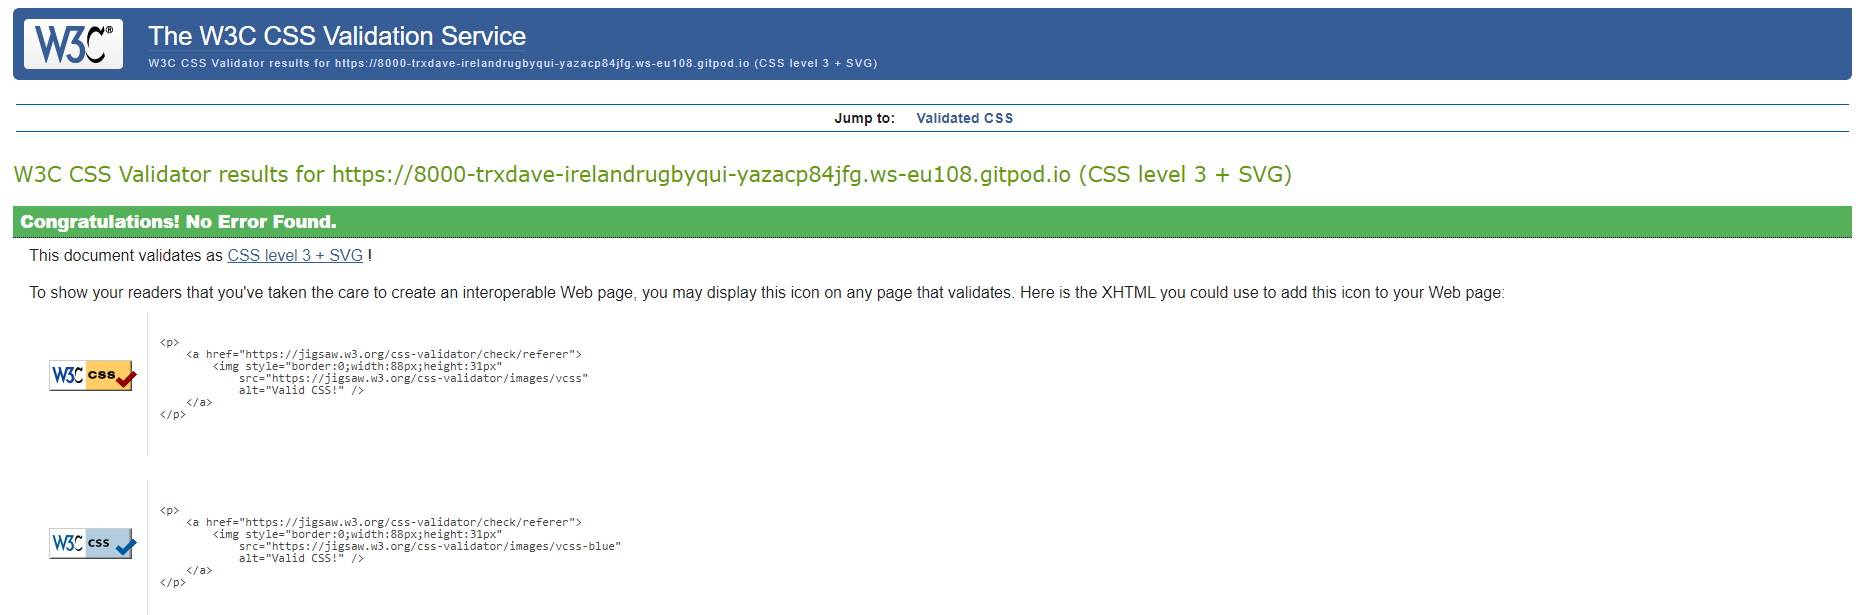 W3C® The W3C CSS Validation Service
W3C CSS Validator results for https://8000-trxdave-irelandrugbyqui-yazacp84jfg.ws-eu108.gitpod.io (CSS level 3 + SVG)
Jump to: Validated CSS
W3C CSS Validator results for https://8000-trxdave-irelandrugbyqui-yazacp84jfg.ws-eu108.gitpod.io (CSS level 3 + SVG)
Congratulations! No Error Found.
This document validates as CSS level 3 + SVG !
To show your readers that you've taken the care to create an interoperable Web page, you may display this icon on any page that validates. Here is the XHTML you could use to add this icon to your Web page:
<p>
<a href="https://jigsaw.w3.org/css-validator/check/referer">
<img style="border:0;width:88px;height:31px"
W3C css
src="https://jigsaw.w3.org/css-validator/images/vcss"
alt="Valid CSS!" />
</a>
</p>
<p>
<a href="https://jigsaw.w3.org/css-validator/check/referer">
<img style="border:0;width:88px;height:31px"
W3C css
src="https://jigsaw.w3.org/css-validator/images/vcss-blue"
alt="Valid CSS!" />
</a>
</p>